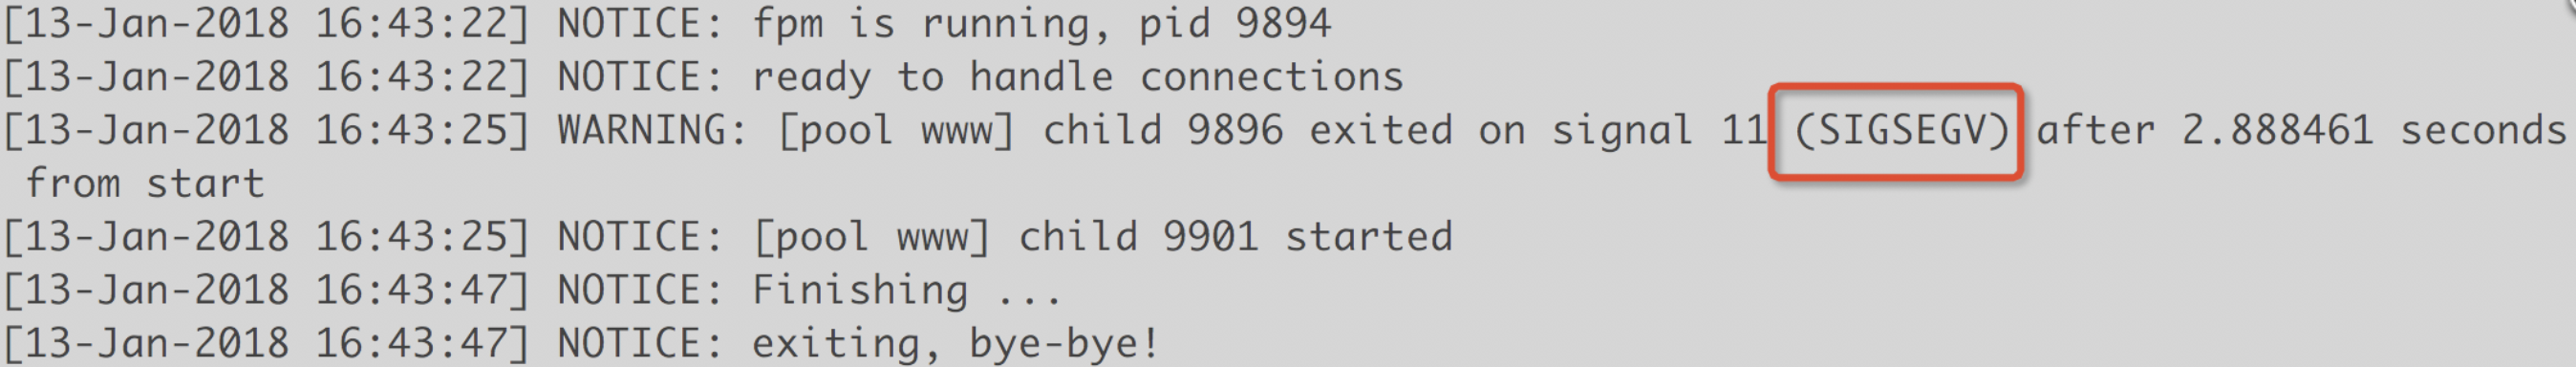 [13-Jan-2018 16:43:22] NOTICE: fpm is running, pid 9894
[13-Jan-2018 16:43:22] NOTICE: ready to handle connections
[13-Jan-2018 16:43:25] WARNING: [pool www] child 9896 exited on signal 11 (SIGSEGV) after 2.888461 seconds
from start
[13-Jan-2018 16:43:25] NOTICE: [pool www] child 9901 started
[13-Jan-2018 16:43:47] NOTICE: Finishing ...
[13-Jan-2018 16:43:47] NOTICE: exiting, bye-bye!